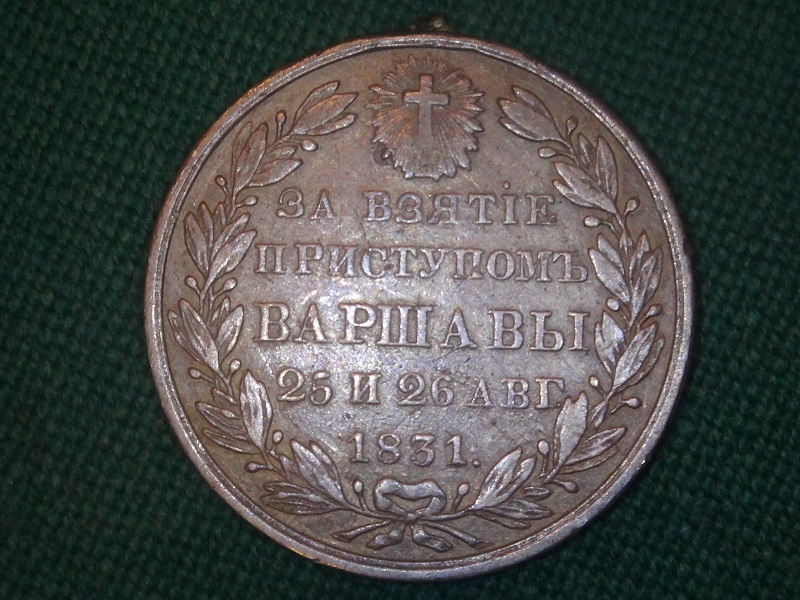 ЗА ВЗЯТІЕ
ПРИСТУПОМЪ
ВАРШАВЫ
25 И 26 АВГ
1831.